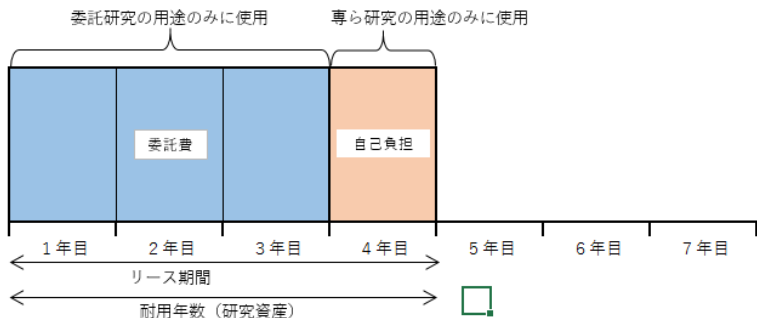 委託研究の用途のみに使用
専ら研究の用途のみに使用
委託費
自己負担
1年目
2年目
3年目
4年目
5年目
6年目
7年目
リース期間
耐用年数（研究資産）